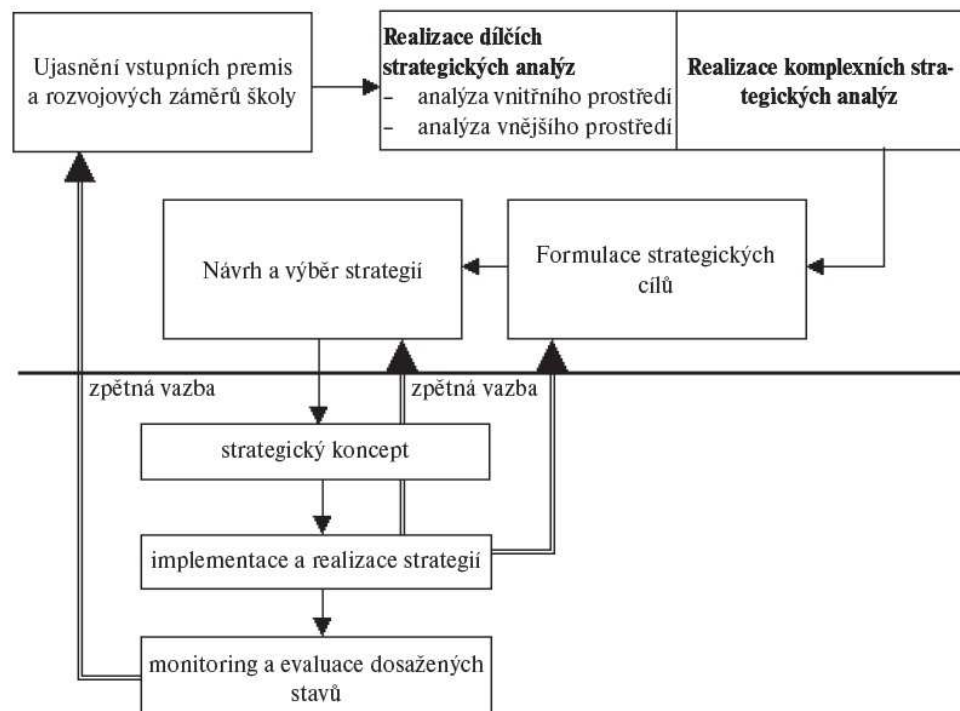 Ujasnění vstupních premis
a rozvojových záměrů školy
Realizace dílčích
strategických analýz
– analýza vnitřního prostředí
– analýza vnějšího prostředí
Realizace komplexních stra-
tegických analýz
Návrh a výběr strategií
Formulace strategických
cílů
zpětná vazba
zpětná vazba
strategický koncept
implementace a realizace strategií
monitoring a evaluace dosažených
stavů